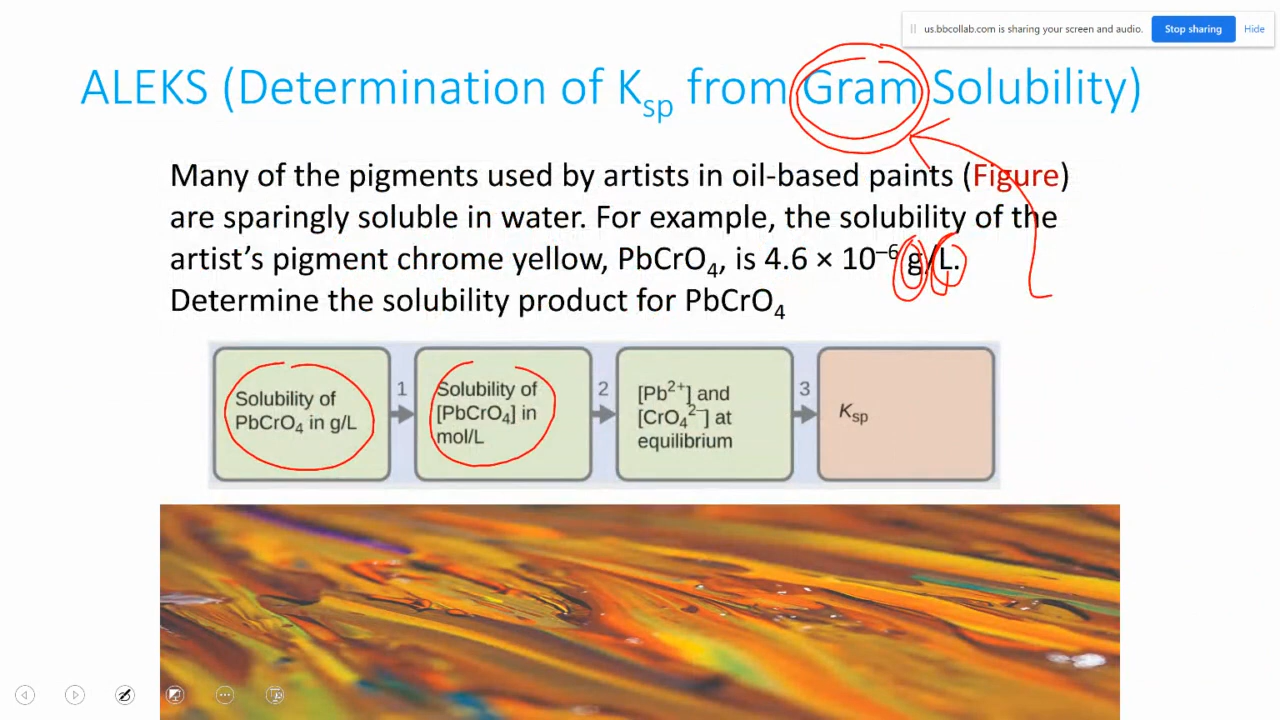 us.bbcollab.com is sharing your screen and audio.
Stop sharing
Hide
ALEKS (Determination of Ksp from Gram Solubility)
Many of the pigments used by artists in oil-based paints (Figure)
are sparingly soluble in water. For example, the solubility of the
artist’s pigment chrome yellow, PbCrO₄, is 4.6 × 10⁻⁶ g/L.
Determine the solubility product for PbCrO₄
Solubility of
PbCrO₄ in g/L
1
Solubility of
[PbCrO₄] in
mol/L
2
[Pb²⁺] and
[CrO₄²⁻] at
equilibrium
3
Ksp